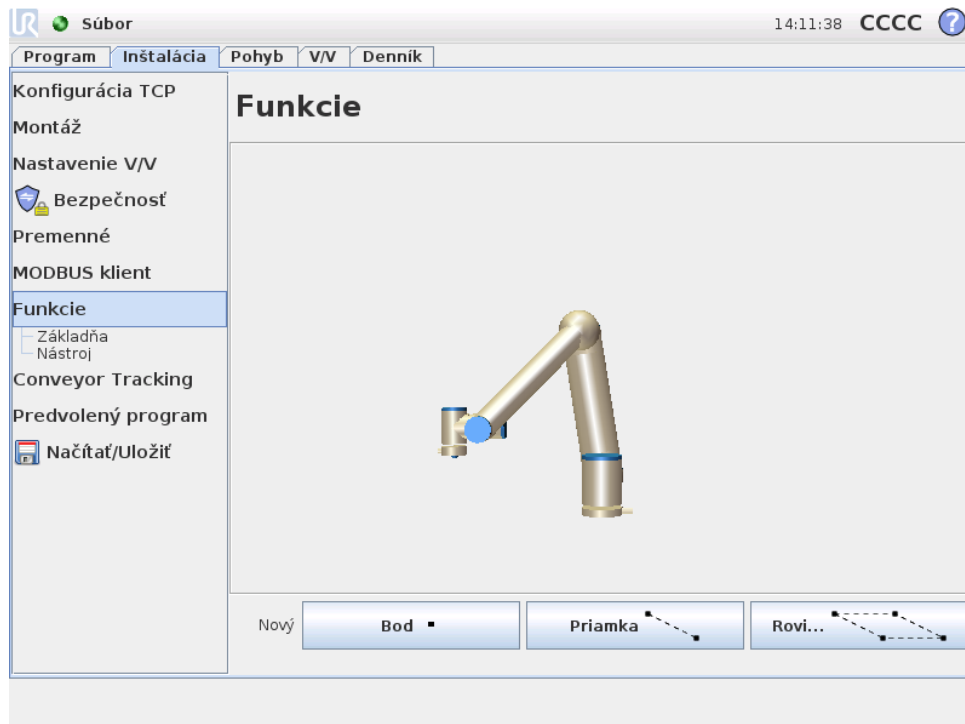 UR Súbor 14:11:38 CCCC ?
Program Inštalácia Pohyb V/V Denník
Konfigurácia TCP
Funkcie
Montáž
Nastavenie V/V
Bezpečnosť
Premenné
MODBUS klient
Funkcie
Základňa
Nástroj
Conveyor Tracking
Predvolený program
Načítať/Uložiť
Nový Bod Priamka Rovi...